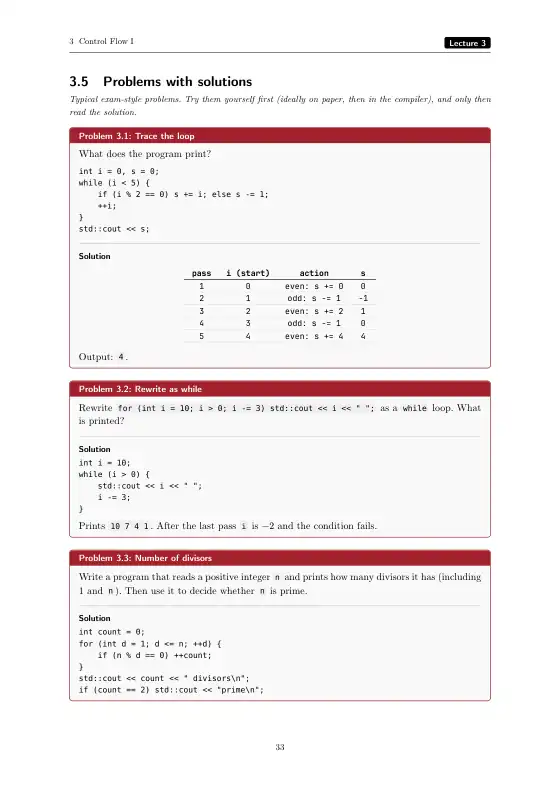 3 Control Flow I
Lecture 3
3.5 Problems with solutions
Typical exam-style problems. Try them yourself first (ideally on paper, then in the compiler), and only then
read the solution.
Problem 3.1: Trace the loop
What does the program print?
int i = 0, s = 0;
while (i < 5) {
    if (i % 2 == 0) s += i; else s -= 1;
    ++i;
}
std::cout << s;
Solution
pass i (start) action s
1 0 even: s += 0 0
2 1 odd: s -= 1 -1
3 2 even: s += 2 1
4 3 odd: s -= 1 0
5 4 even: s += 4 4
Output: 4.
Problem 3.2: Rewrite as while
Rewrite for (int i = 10; i > 0; i -= 3) std::cout << i << " "; as a while loop. What
is printed?
Solution
int i = 10;
while (i > 0) {
    std::cout << i << " ";
    i -= 3;
}
Prints 10 7 4 1. After the last pass i is −2 and the condition fails.
Problem 3.3: Number of divisors
Write a program that reads a positive integer n and prints how many divisors it has (including
1 and n). Then use it to decide whether n is prime.
Solution
int count = 0;
for (int d = 1; d <= n; ++d) {
    if (n % d == 0) ++count;
}
std::cout << count << " divisors\n";
if (count == 2) std::cout << "prime\n";
33